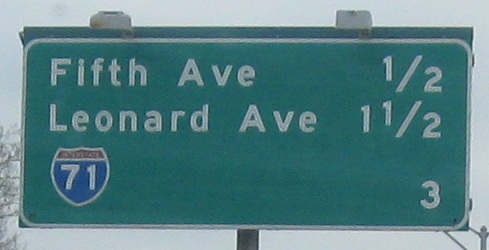 Fifth Ave 1/2
Leonard Ave 1 1/2
INTERSTATE
71 3